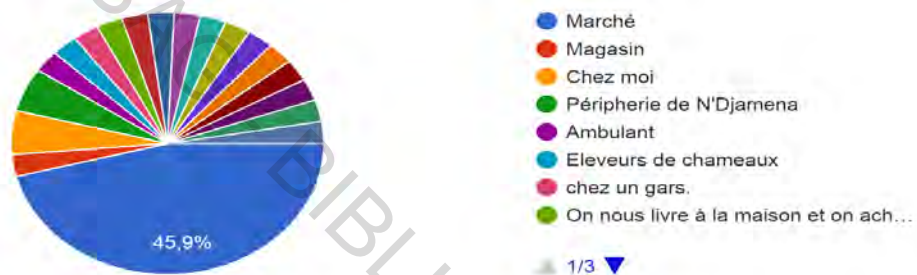 Marché
Magasin
Chez moi
Péripherie de N'Djamena
Ambulant
Eleveurs de chameaux
chez un gars.
On nous livre à la maison et on ach...
1/3
45,9%